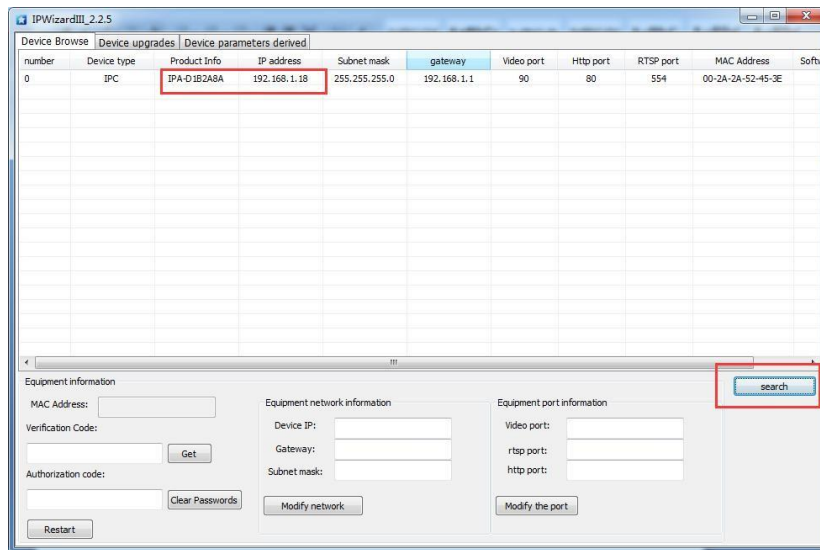 IPWizardIII_2.2.5
Device Browse Device upgrades Device parameters derived
number Device type Product Info IP address Subnet mask gateway Video port Http port RTSP port MAC Address Softw
0 IPC IPA-D1B2A8A 192.168.1.18 255.255.255.0 192.168.1.1 90 80 554 00-2A-2A-52-45-3E
search
Equipment information
MAC Address:
Verification Code:
Get
Authorization code:
Clear Passwords
Restart
Equipment network information
Device IP:
Gateway:
Subnet mask:
Modify network
Equipment port information
Video port:
rtsp port:
http port:
Modify the port